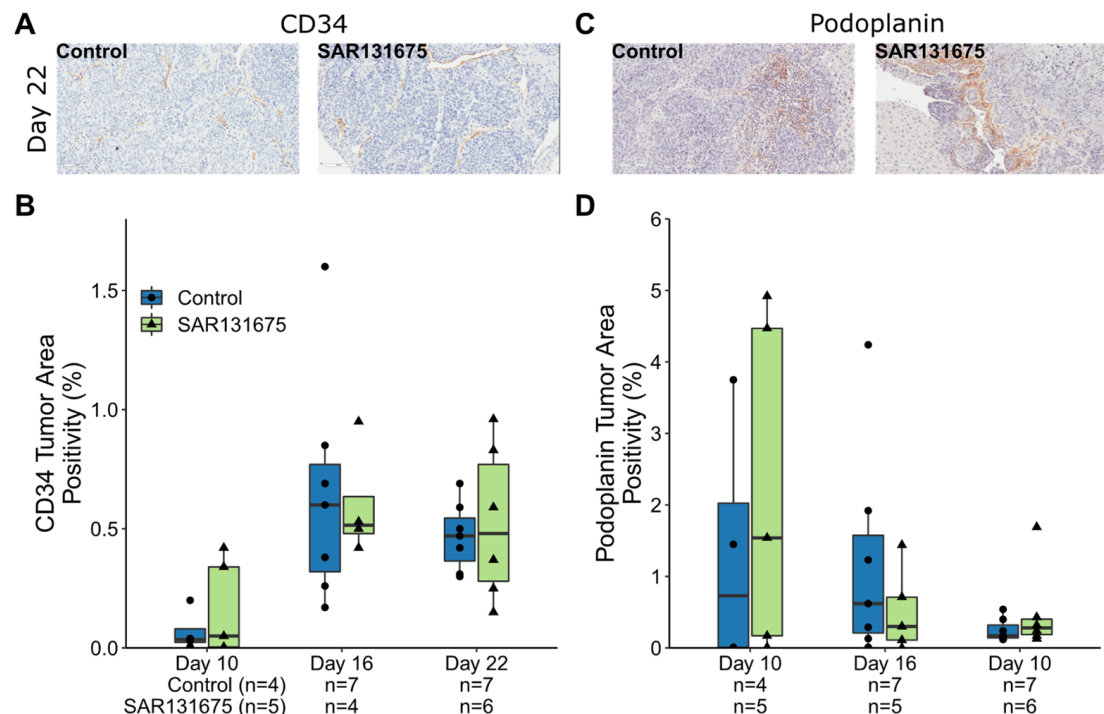 A
CD34
Control
SAR131675
Day 22
C
Podoplanin
Control
SAR131675
B
CD34 Tumor Area
Positivity (%)
1.5
1.0
0.5
0.0
Control
SAR131675
Day 10
Day 16
Day 22
Control (n=4)
n=7
n=7
SAR131675 (n=5)
n=4
n=6
D
Podoplanin Tumor Area
Positivity (%)
6
5
4
3
2
1
0
Day 10
Day 16
Day 10
n=4
n=7
n=7
n=5
n=5
n=6